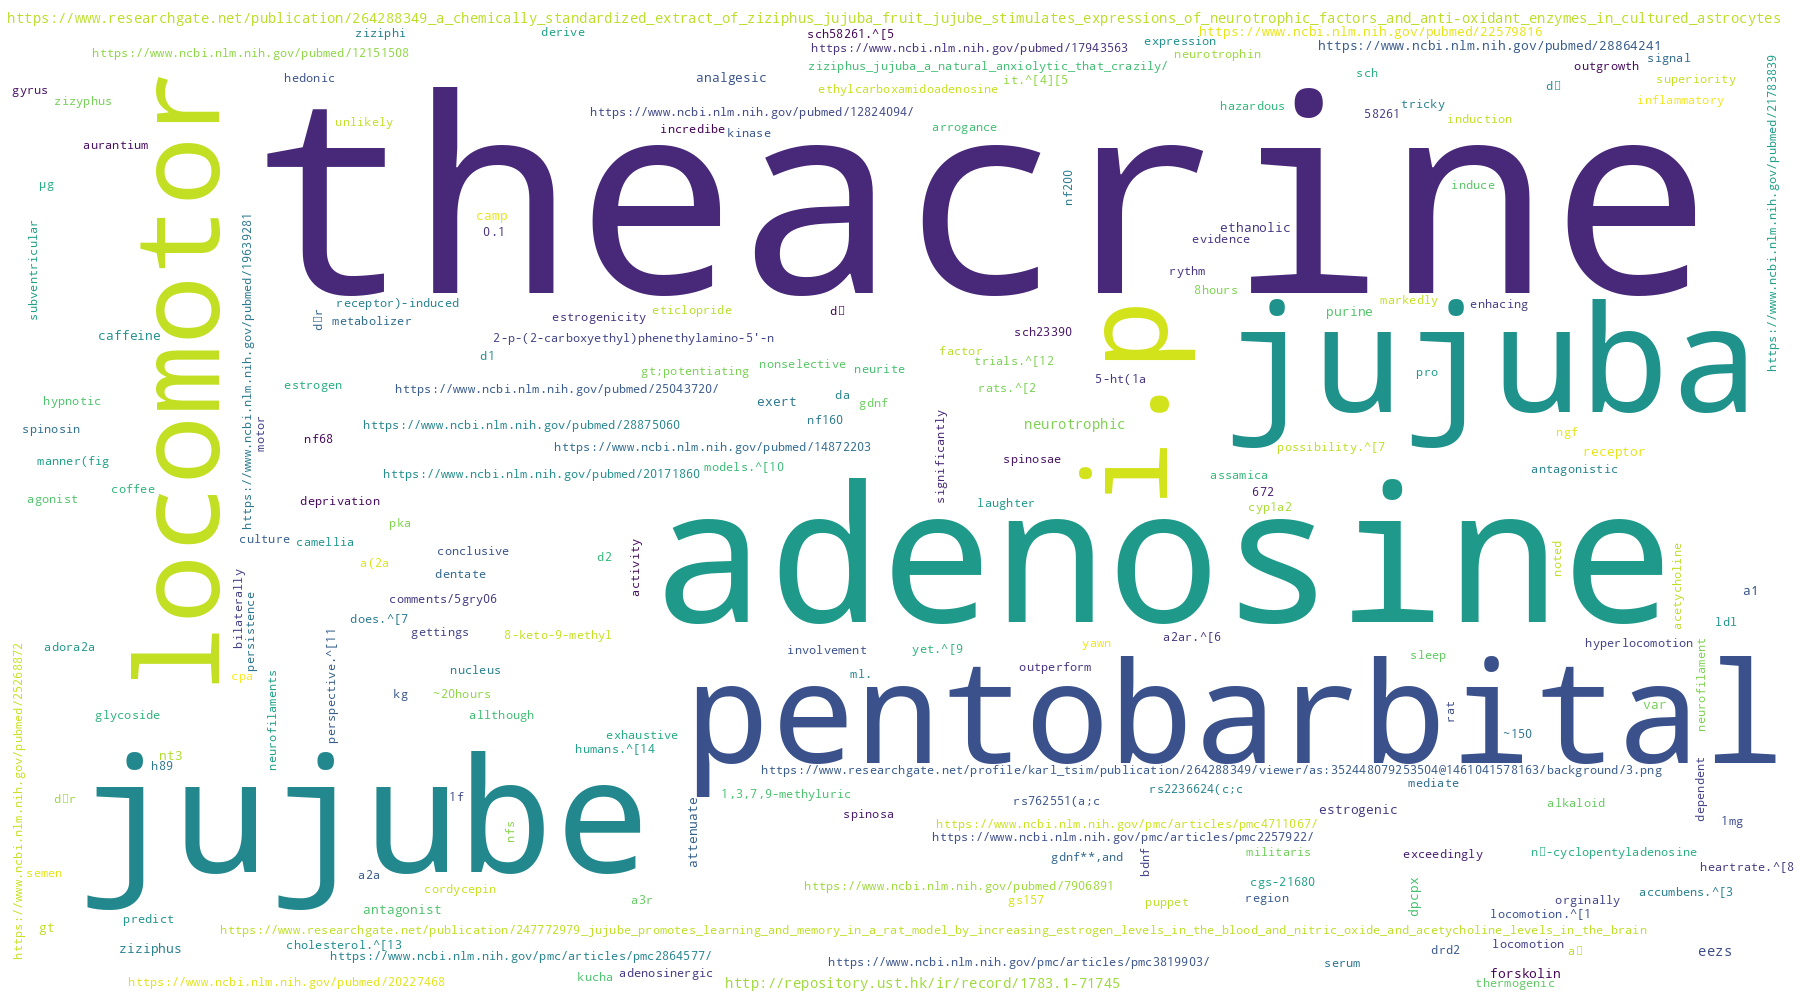 https://www.researchgate.net/publication/264288349_a_chemically_standardized_extract_of_ziziphus_jujuba_fruit_jujube_stimulates_expressions_of_neurotrophic_factors_and_anti-oxidant_enzymes_in_cultured_astrocytes
ziziphi
derive
sch58261.^[5
https://www.ncbi.nlm.nih.gov/pubmed/22579816
https://www.ncbi.nlm.nih.gov/pubmed/12151508
https://www.ncbi.nlm.nih.gov/pubmed/17943563
expression
neurotrophin
https://www.ncbi.nlm.nih.gov/pubmed/28864241
signal
hedonic
analgesic
ziziphus_jujuba_a_natural_anxiolytic_that_crazily/
it.^[4][5
sch
outgrowth
superiority
gyrus
zizyphus
ethylcarboxamidoadenosine
hazardous
tricky
inflammatory
https://www.ncbi.nlm.nih.gov/pubmed/21783839
unlikely
https://www.ncbi.nlm.nih.gov/pubmed/12824094/
58261
induction
incredibe
kinase
arrogance
aurantium
locomotor
theacrine
µg
nf200
induce
camp
0.1
ethanolic
evidence
subventricular
https://www.ncbi.nlm.nih.gov/pubmed/19639281
rythm
8hours
markedly
enhacing
receptor)-induced
metabolizer
estrogenicity
eticlopride
purine
jujuba
i.p
caffeine
2-p-(2-carboxyethyl)phenethylamino-5'-n
sch23390
d1
factor
trials.^[12
nonselective
neurite
gt;potentiating
5-ht(1a
pro
estrogen
https://www.ncbi.nlm.nih.gov/pubmed/25043720/
rats.^[2
exert
da
gdnf
hypnotic
https://www.ncbi.nlm.nih.gov/pubmed/28875060
nf160
neurotrophic
spinosin
motor
nf68
https://www.ncbi.nlm.nih.gov/pubmed/14872203
significantly
possibility.^[7
ngf
receptor
manner(fig
https://www.ncbi.nlm.nih.gov/pubmed/20171860
models.^[10
spinosae
antagonistic
assamica
agonist
coffee
deprivation
672
laughter
cyp1a2
adenosine
pka
culture
camellia
conclusive
d2
activity
a(2a
dentate
noted
acetycholine
bilaterally
persistence
comments/5gry06
a1
does.^[7
gettings
8-keto-9-methyl
ldl
adora2a
perspective.^[11
involvement
yet.^[9
a2ar.^[6
yawn
hyperlocomotion
https://www.ncbi.nlm.nih.gov/pubmed/25268872
cpa
nucleus
ml.
outperform
sleep
neurofilament
pentobarbital
kg
~20hours
glycoside
neurofilaments
allthough
rat
var
exhaustive
humans.^[14
~150
nt3
h89
jujube
https://www.researchgate.net/profile/karl_tsim/publication/264288349/viewer/as:352448079253504@1461041578163/background/3.png
mediate
dependent
1f
1,3,7,9-methyluric
rs762551(a;c
rs2236624(c;c
alkaloid
spinosa
estrogenic
1mg
nfs
attenuate
https://www.ncbi.nlm.nih.gov/pmc/articles/pmc4711067/
https://www.ncbi.nlm.nih.gov/pmc/articles/pmc2257922/
gdnf**,and
bdnf
militaris
exceedingly
heartrate.^[8
semen
a2a
cordycepin
https://www.ncbi.nlm.nih.gov/pubmed/7906891
cgs-21680
dpcpx
accumbens.^[3
a3r
gs157
puppet
region
orginally
antagonist
locomotion.^[1
predict
gt
https://www.researchgate.net/publication/247772979_jujube_promotes_learning_and_memory_in_a_rat_model_by_increasing_estrogen_levels_in_the_blood_and_nitric_oxide_and_acetycholine_levels_in_the_brain
ziziphus
cholesterol.^[13
locomotion
drd2
eezs
https://www.ncbi.nlm.nih.gov/pmc/articles/pmc2864577/
https://www.ncbi.nlm.nih.gov/pmc/articles/pmc3819903/
serum
kucha
adenosinergic
forskolin
https://www.ncbi.nlm.nih.gov/pubmed/20227468
http://repository.ust.hk/ir/record/1783.1-71745
thermogenic